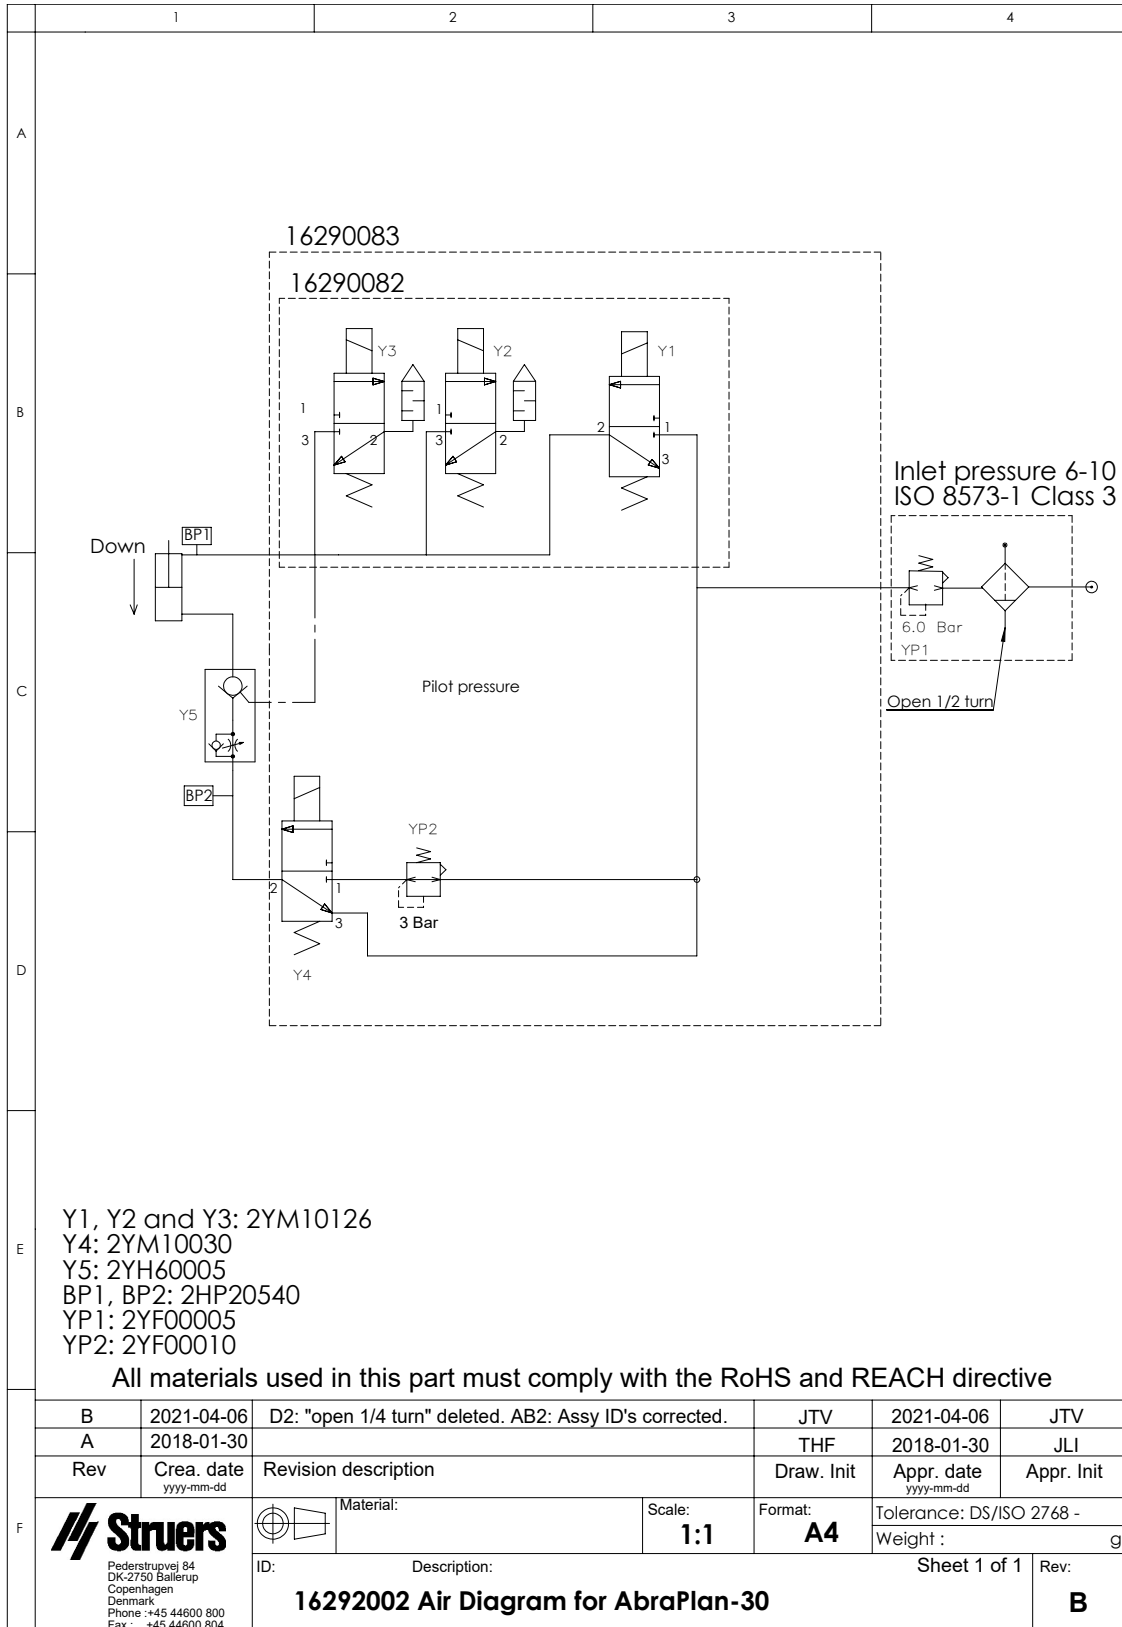 1 2 3 4
A
B
C
D
E
F
16290083
16290082
Y3
Y2
Y1
1
3
2
1
3
2
2
1
3
Inlet pressure 6-10
ISO 8573-1 Class 3
Down
BP1
6.0 Bar
YP1
Open 1/2 turn
Pilot pressure
Y5
BP2
YP2
2
1
3
3 Bar
Y4
Y1, Y2 and Y3: 2YM10126
Y4: 2YM10030
Y5: 2YH60005
BP1, BP2: 2HP20540
YP1: 2YF00005
YP2: 2YF00010
All materials used in this part must comply with the RoHS and REACH directive
B 2021-04-06 D2: "open 1/4 turn" deleted. AB2: Assy ID's corrected. JTV 2021-04-06 JTV
A 2018-01-30 THF 2018-01-30 JLI
Rev Crea. date Revision description Draw. Init Appr. date Appr. Init
yyyy-mm-dd yyyy-mm-dd
Struers
Pederstrupvej 84
DK-2750 Ballerup
Copenhagen
Denmark
Phone :+45 44600 800
Fax : +45 44600 804
Material:
Scale:
1:1
Format:
A4
Tolerance: DS/ISO 2768 -
Weight : g
ID: Description:
16292002 Air Diagram for AbraPlan-30
Sheet 1 of 1
Rev:
B